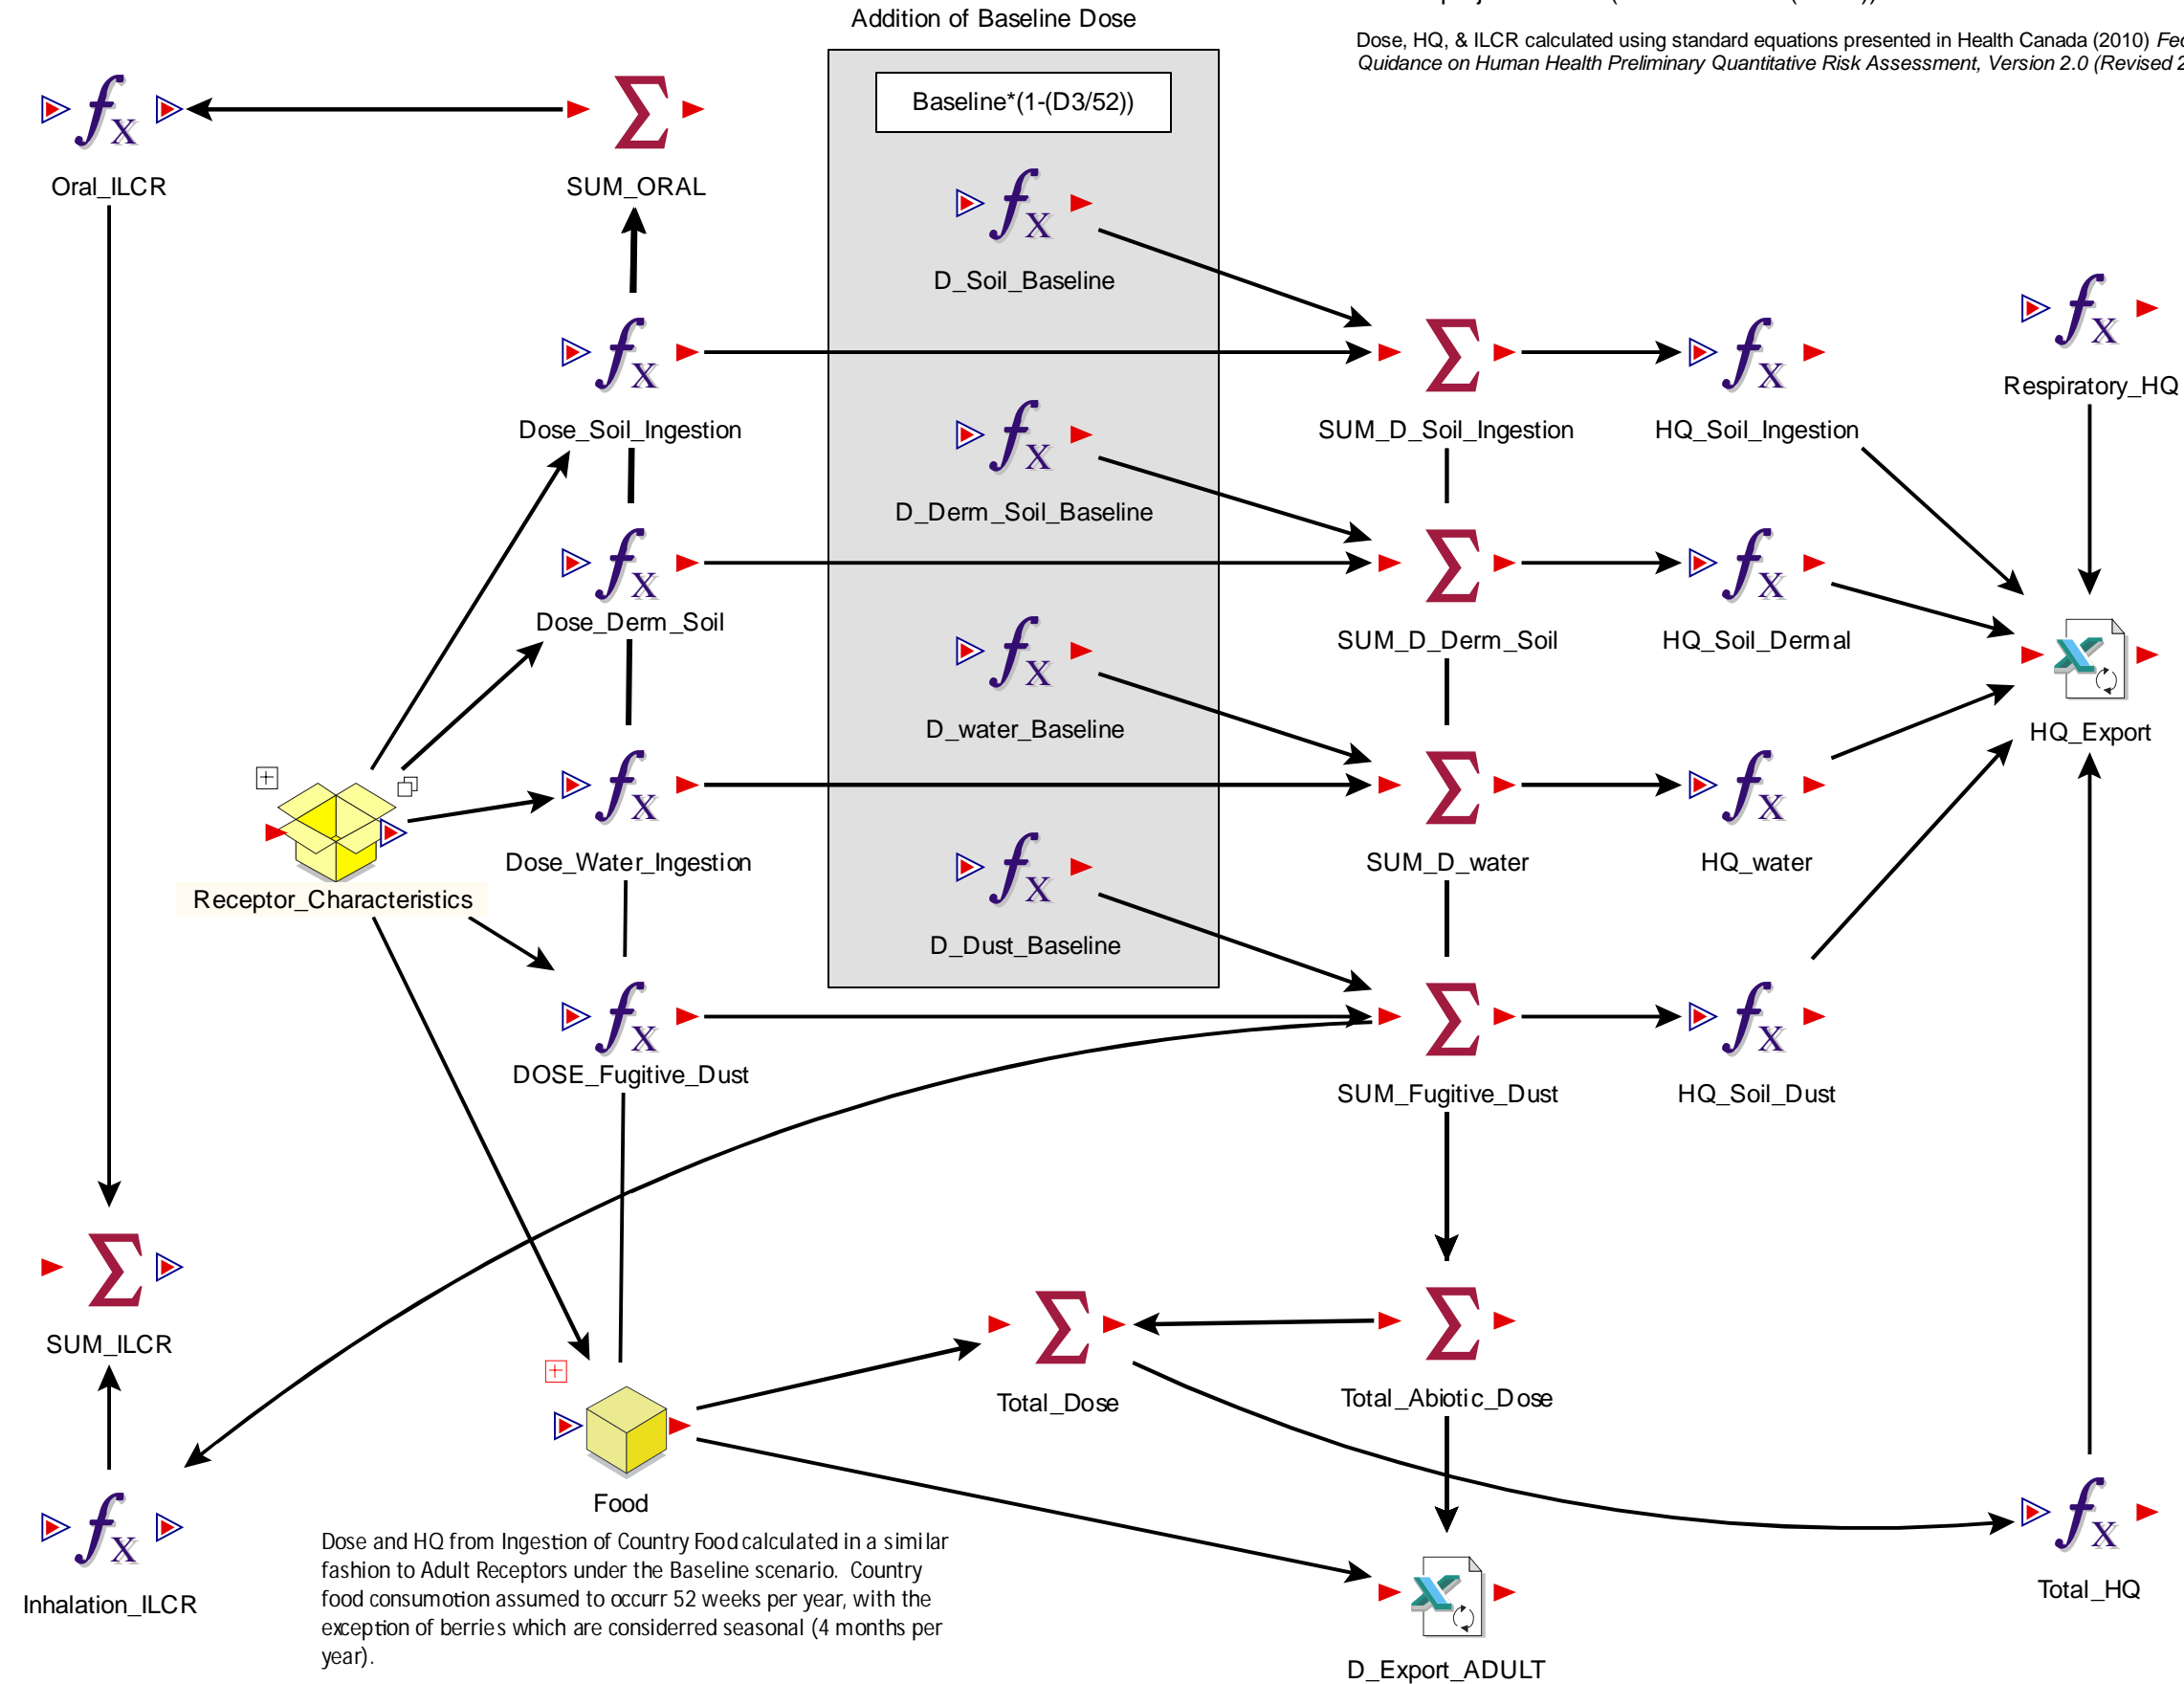 Addition of Baseline Dose
Dose, HQ, & ILCR calculated using standard equations presented in Health Canada (2010)
Quidance on Human Health Preliminary Quantitative Risk Assessment, Version 2.0 (Revised
Baseline*(1-(D3/52))
Oral_ILCR
SUM_ORAL
D_Soil_Baseline
Respiratory_HQ
Dose_Soil_Ingestion
SUM_D_Soil_Ingestion
HQ_Soil_Ingestion
D_Derm_Soil_Baseline
Dose_Derm_Soil
SUM_D_Derm_Soil
HQ_Soil_Dermal
D_water_Baseline
HQ_Export
Dose_Water_Ingestion
SUM_D_water
HQ_water
Receptor_Characteristics
D_Dust_Baseline
DOSE_Fugitive_Dust
SUM_Fugitive_Dust
HQ_Soil_Dust
SUM_ILCR
Total_Dose
Total_Abiotic_Dose
Food
Dose and HQ from Ingestion of Country Food calculated in a similar
fashion to Adult Receptors under the Baseline scenario. Country
food consumotion assumed to occurr 52 weeks per year, with the
exception of berries which are considerred seasonal (4 months per
year).
Inhalation_ILCR
Total_HQ
D_Export_ADULT